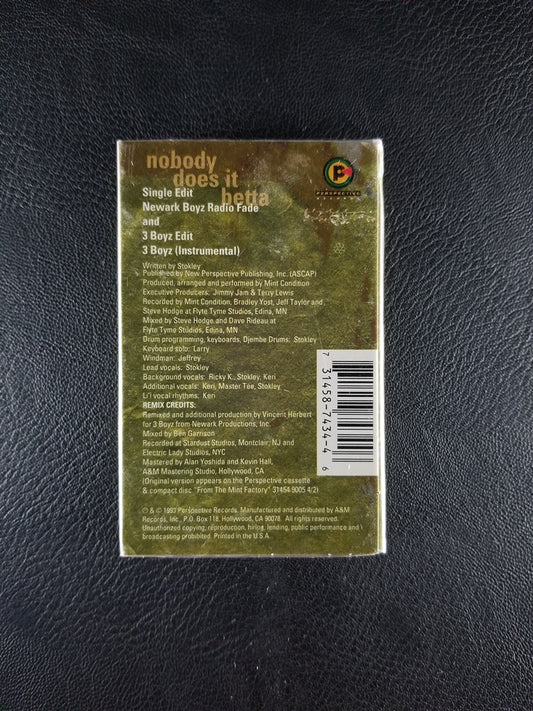 nobody
does it
betta
P
PERSPECTIVE
Single Edit
Newark Boyz Radio Fade
and
3 Boyz Edit
3 Boyz (Instrumental)
Written by Stokley
Published by New Perspective Publishing, Inc. (ASCAP)
Produced, arranged and performed by Mint Condition
Executive Producers: Jimmy Jam & Terry Lewis
Recorded by Mint Condition, Bradley Yost, Jeff Taylor and
Steve Hodge at Flyte Tyme Studios, Edina, MN
Mixed by Steve Hodge and Dave Rideau at
Flyte Tyme Studios, Edina, MN
Drum programming, keyboards, Djembe Drums: Stokley
Keyboard solo: Larry
Windman: Jeffrey
Lead vocals: Stokley
Background vocals: Ricky K., Stokley, Keri
Additional vocals: Keri, Master Tee, Stokley
Li'l vocal rhythms: Keri
REMIX CREDITS:
Remixed and additional production by Vincent Herbert
for 3 Boyz from Newark Productions, Inc.
Mixed by Ben Garrison
Recorded at Stardust Studios, Montclair, NJ and
Electric Lady Studios, NYC
Mastered by Alan Yoshida and Kevin Hall,
A&M Mastering Studio, Hollywood, CA
(Original version appears on the Perspective cassette
& compact disc "From The Mint Factory" 31454 9005 4/2)
7 31458-7434-4 6
℗ & © 1993 Perspective Records. Manufactured and distributed by A&M
Records, Inc., P.O. Box 118, Hollywood, CA 90078. All rights reserved.
Unauthorized copying, reproduction, hiring, lending, public performance and
broadcasting prohibited. Printed in the U.S.A.